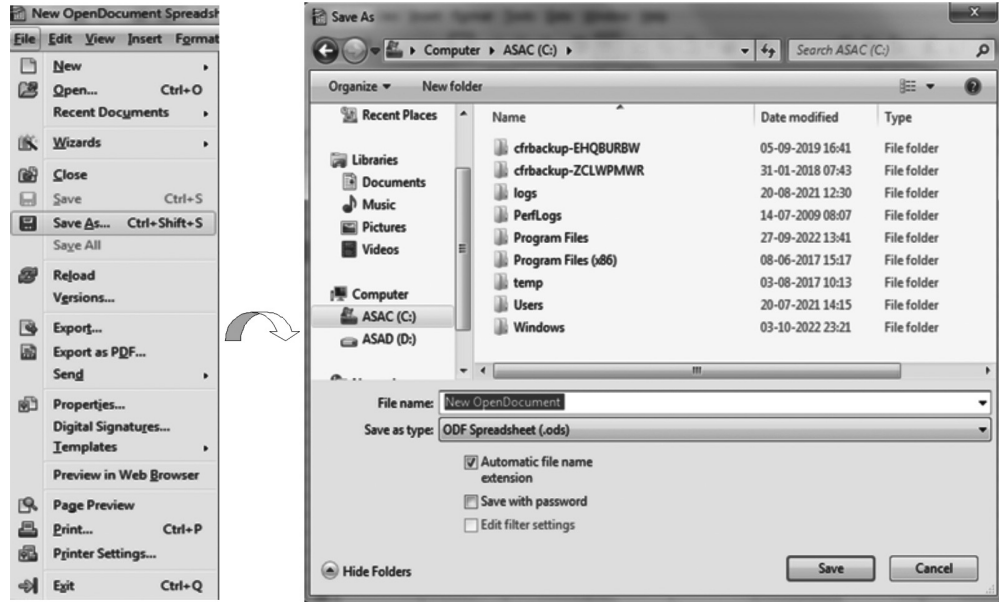 New OpenDocument Spreadsh
File Edit View Insert Format
New
Open... Ctrl+O
Recent Documents
Wizards
Close
Save Ctrl+S
Save As... Ctrl+Shift+S
Save All
Reload
Versions...
Export...
Export as PDF...
Send
Properties...
Digital Signatures...
Templates
Preview in Web Browser
Page Preview
Print... Ctrl+P
Printer Settings...
Exit Ctrl+Q
Save As
Computer ASAC (C:) Search ASAC (C:)
Organize New folder
Recent Places
Libraries
Documents
Music
Pictures
Videos
Computer
ASAC (C:)
ASAD (D:)
Name Date modified Type
cfrbackup-EHQBURBW 05-09-2019 16:41 File folder
cfrbackup-ZCLWPMWR 31-01-2018 07:43 File folder
logs 20-08-2021 12:30 File folder
PerfLogs 14-07-2009 08:07 File folder
Program Files 27-09-2022 13:41 File folder
Program Files (x86) 08-06-2017 15:17 File folder
temp 03-08-2017 10:13 File folder
Users 20-07-2021 14:15 File folder
Windows 03-10-2022 23:21 File folder
File name: New OpenDocument
Save as type: ODF Spreadsheet (.ods)
Automatic file name
extension
Save with password
Edit filter settings
Hide Folders Save Cancel